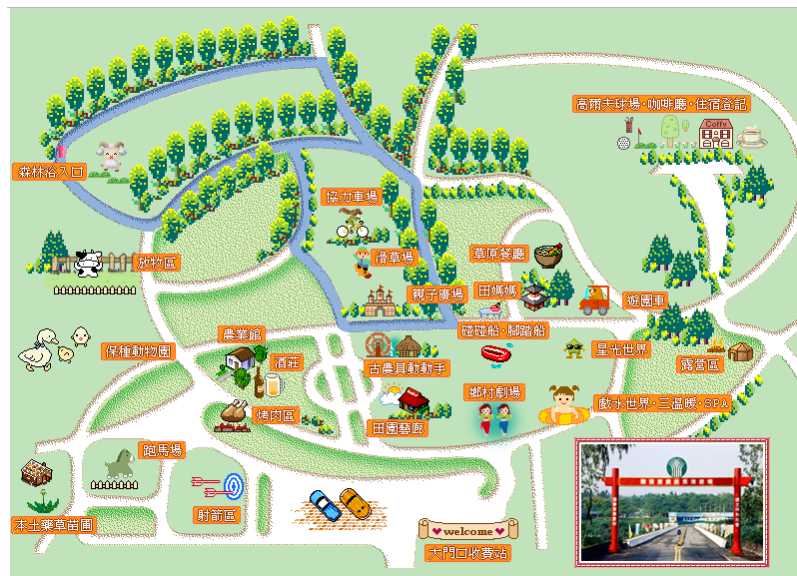 高爾夫球場·咖啡廳·住宿登記
Coffu
森林浴入口
協力車場
滑草場
草原餐廳
放牧區
親子廣場
田媽媽
遊園車
農業館
碰碰船·腳踏船
保種動物園
酒莊
古農具動動手
星光世界
露營區
鄉村劇場
烤肉區
田園藝廊
戲水世界·三溫暖·SPA
跑馬場
射箭區
本土藥草苗圃
welcome
大門口收費站